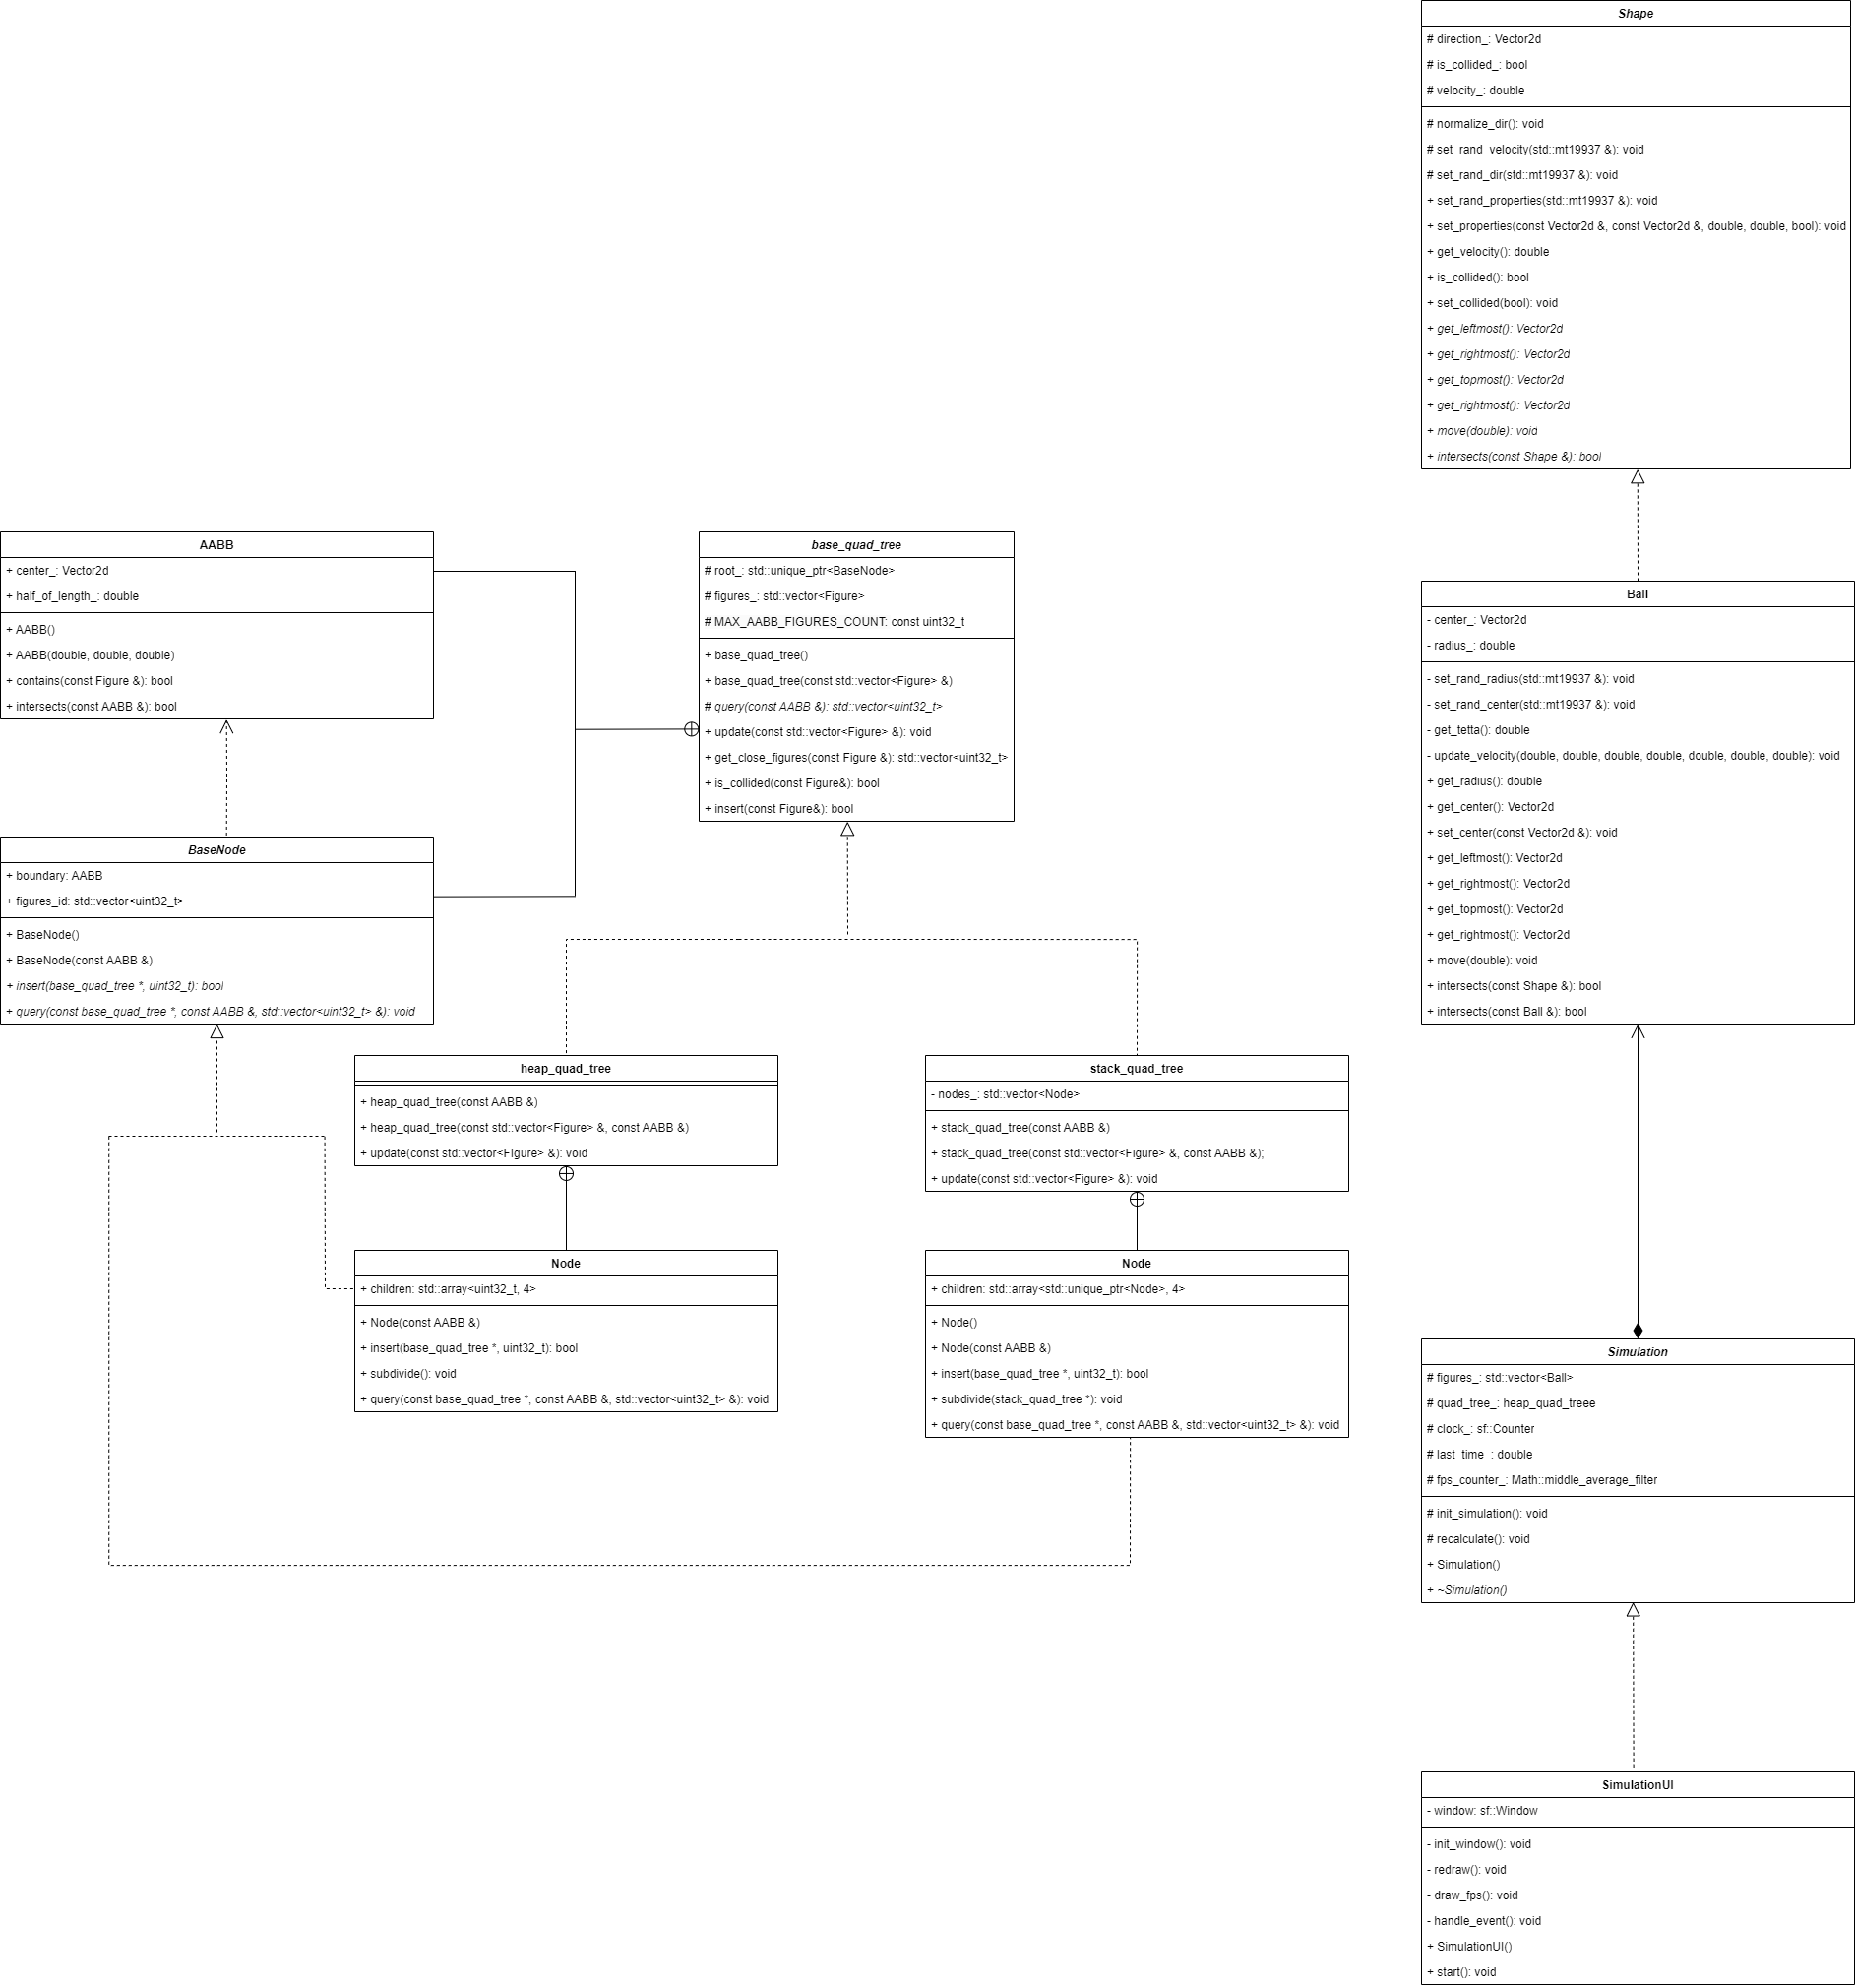 Shape
# direction_: Vector2d
# is_collided_: bool
# velocity_: double
# normalize_dir(): void
# set_rand_velocity(std::mt19937 &): void
# set_rand_dir(std::mt19937 &): void
+ set_rand_properties(std::mt19937 &): void
+ set_properties(const Vector2d &, const Vector2d &, double, double, bool): void
+ get_velocity(): double
+ is_collided(): bool
+ set_collided(bool): void
+ get_leftmost(): Vector2d
+ get_rightmost(): Vector2d
+ get_topmost(): Vector2d
+ get_rightmost(): Vector2d
+ move(double): void
+ intersects(const Shape &): bool
AABB
+ center_: Vector2d
+ half_of_length_: double
+ AABB()
+ AABB(double, double, double)
+ contains(const Figure &): bool
+ intersects(const AABB &): bool
base_quad_tree
# root_: std::unique_ptr<BaseNode>
# figures_: std::vector<Figure>
# MAX_AABB_FIGURES_COUNT: const uint32_t
+ base_quad_tree()
+ base_quad_tree(const std::vector<Figure> &)
# query(const AABB &): std::vector<uint32_t>
+ update(const std::vector<Figure> &): void
+ get_close_figures(const Figure &): std::vector<uint32_t>
+ is_collided(const Figure&): bool
+ insert(const Figure&): bool
Ball
- center_: Vector2d
- radius_: double
- set_rand_radius(std::mt19937 &): void
- set_rand_center(std::mt19937 &): void
- get_tetta(): double
- update_velocity(double, double, double, double, double, double, double): void
+ get_radius(): double
+ get_center(): Vector2d
+ set_center(const Vector2d &): void
+ get_leftmost(): Vector2d
+ get_rightmost(): Vector2d
+ get_topmost(): Vector2d
+ get_rightmost(): Vector2d
+ move(double): void
+ intersects(const Shape &): bool
+ intersects(const Ball &): bool
BaseNode
+ boundary: AABB
+ figures_id: std::vector<uint32_t>
+ BaseNode()
+ BaseNode(const AABB &)
+ insert(base_quad_tree *, uint32_t): bool
+ query(const base_quad_tree *, const AABB &, std::vector<uint32_t> &): void
heap_quad_tree
+ heap_quad_tree(const AABB &)
+ heap_quad_tree(const std::vector<Figure> &, const AABB &)
+ update(const std::vector<FIgure> &): void
stack_quad_tree
- nodes_: std::vector<Node>
+ stack_quad_tree(const AABB &)
+ stack_quad_tree(const std::vector<Figure> &, const AABB &);
+ update(const std::vector<Figure> &): void
Node
+ children: std::array<uint32_t, 4>
+ Node(const AABB &)
+ insert(base_quad_tree *, uint32_t): bool
+ subdivide(): void
+ query(const base_quad_tree *, const AABB &, std::vector<uint32_t> &): void
Node
+ children: std::array<std::unique_ptr<Node>, 4>
+ Node()
+ Node(const AABB &)
+ insert(base_quad_tree *, uint32_t): bool
+ subdivide(stack_quad_tree *): void
+ query(const base_quad_tree *, const AABB &, std::vector<uint32_t> &): void
Simulation
# figures_: std::vector<Ball>
# quad_tree_: heap_quad_treee
# clock_: sf::Counter
# last_time_: double
# fps_counter_: Math::middle_average_filter
# init_simulation(): void
# recalculate(): void
+ Simulation()
+ ~Simulation()
SimulationUI
- window: sf::Window
- init_window(): void
- redraw(): void
- draw_fps(): void
- handle_event(): void
+ SimulationUI()
+ start(): void